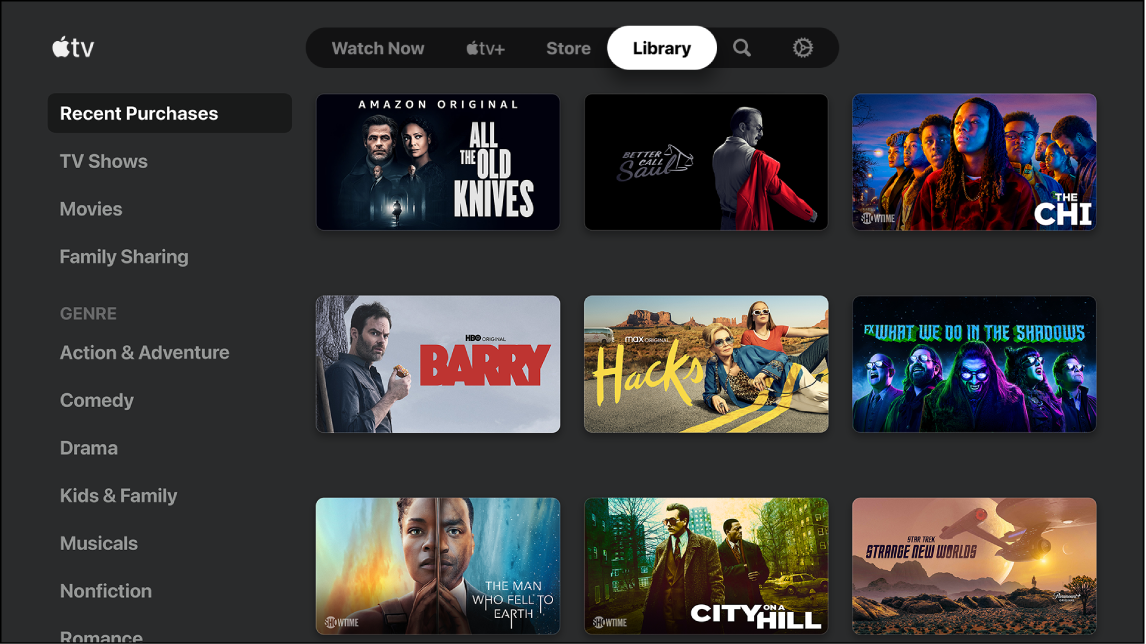 tv
Watch Now
tv+
Store
Library
Recent Purchases
TV Shows
Movies
Family Sharing
GENRE
Action & Adventure
Comedy
Drama
Kids & Family
Musicals
Nonfiction
Romance
AMAZON ORIGINAL
ALL
THE OLD
KNIVES
BETTER
CALL
Saul
SHOWTIME
THE
CHI
HBO ORIGINAL
BARRY
max ORIGINAL
Hacks
FX WHAT WE DO IN THE SHADOWS
THE MAN
WHO FELL TO
EARTH
SHOWTIME
CITY ON A
HILL
SHOWTIME
STAR TREK
STRANGE NEW WORLDS
Paramount+
ORIGINAL